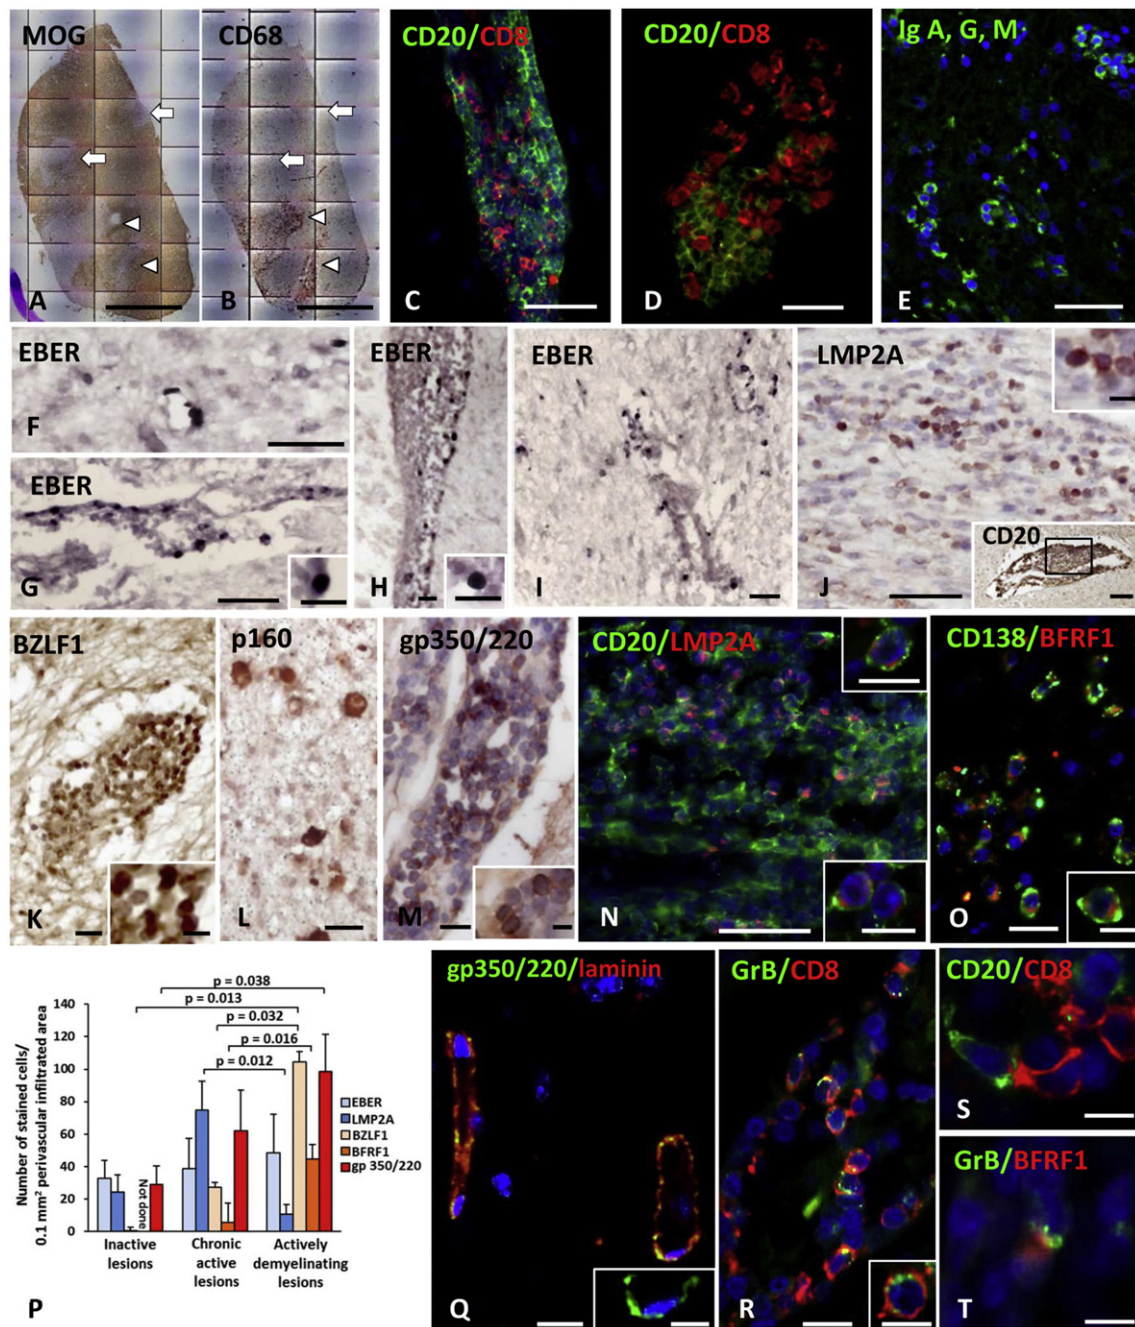 MOG
CD68
CD20/CD8
CD20/CD8
Ig A, G, M
A
B
C
D
E
EBER
EBER
EBER
LMP2A
F
EBER
CD20
G
H
I
J
BZLF1
p160
gp350/220
CD20/LMP2A
CD138/BFRF1
K
L
M
N
O
gp350/220/laminin
GrB/CD8
CD20/CD8
p = 0.038
p = 0.013
p = 0.032
p = 0.016
p = 0.012
Number of stained cells/
0.1 mm² perivascular infiltrated area
140
120
100
80
60
40
20
0
Not done
EBER
LMP2A
BZLF1
BFRF1
gp 350/220
Inactive
lesions
Chronic
active
lesions
Actively
demyelinating
lesions
S
GrB/BFRF1
P
Q
R
T